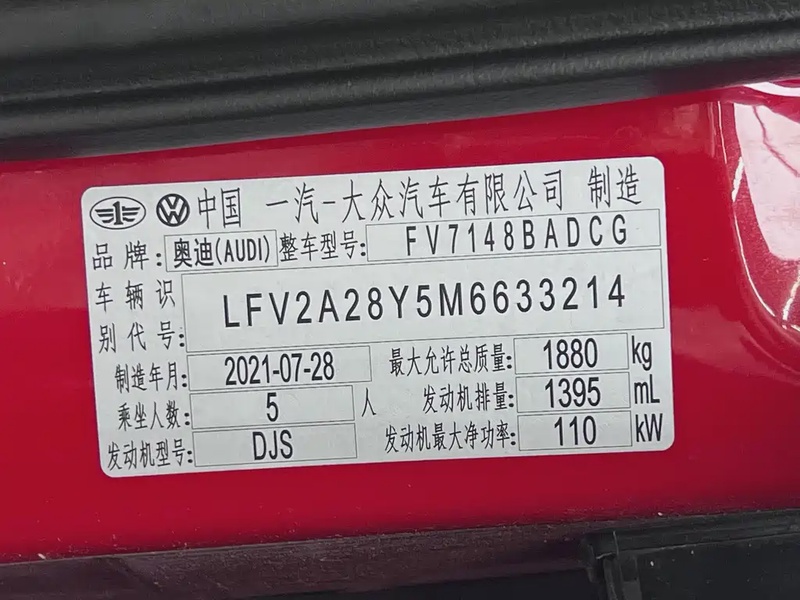 中国 一汽-大众汽车有限公司 制造
品牌: 奥迪(AUDI) 整车型号: FV7148BADCG
车辆识别代号: LFV2A28Y5M6633214
制造年月: 2021-07-28 最大允许总质量: 1880 kg
乘坐人数: 5 人 发动机排量: 1395 mL
发动机型号: DJS 发动机最大净功率: 110 kW